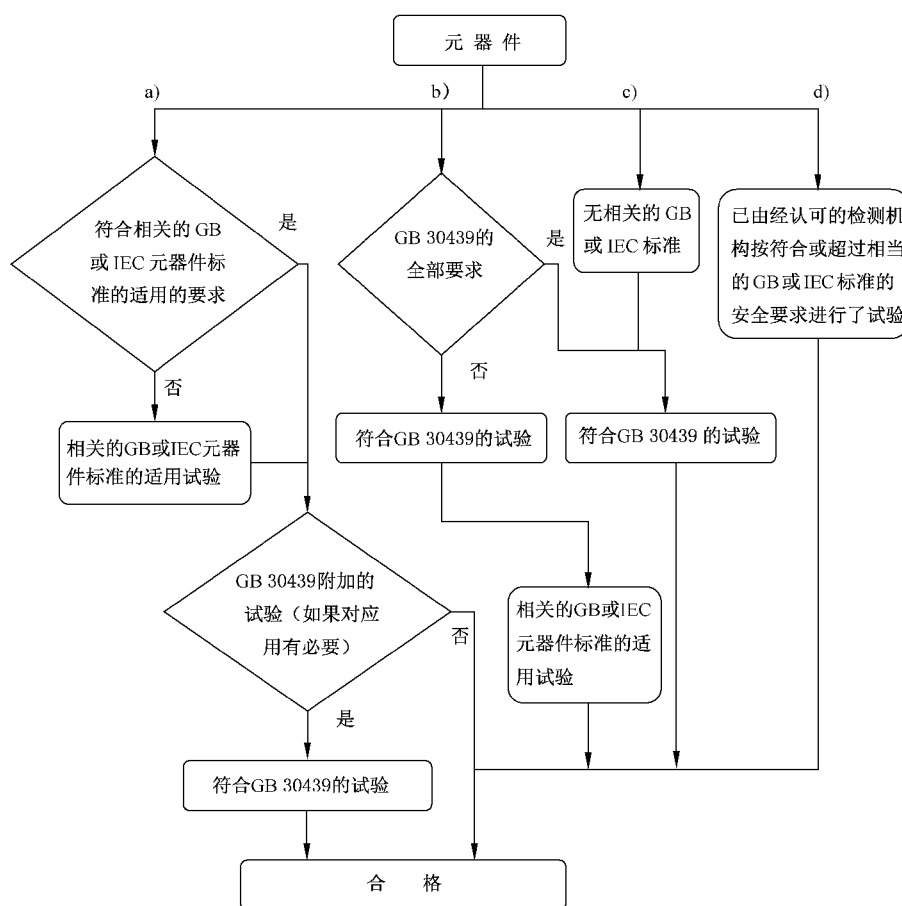 元 器 件
a)
b)
c)
d)
符合相关的 GB
或 IEC 元器件标
准的适用的要求
是
否
GB 30439的
全部要求
是
否
无相关的 GB
或 IEC 标准
已由经认可的检测机
构按符合或超过相当
的GB或IEC标准的
安全要求进行了试验
相关的GB或IEC元器
件标准的适用试验
符合GB 30439的试验
符合GB 30439 的试验
GB 30439附加的
试验（如果对应
用有必要）
否
是
相关的GB或IEC
元器件标准的适
用试验
符合GB 30439的试验
合 格